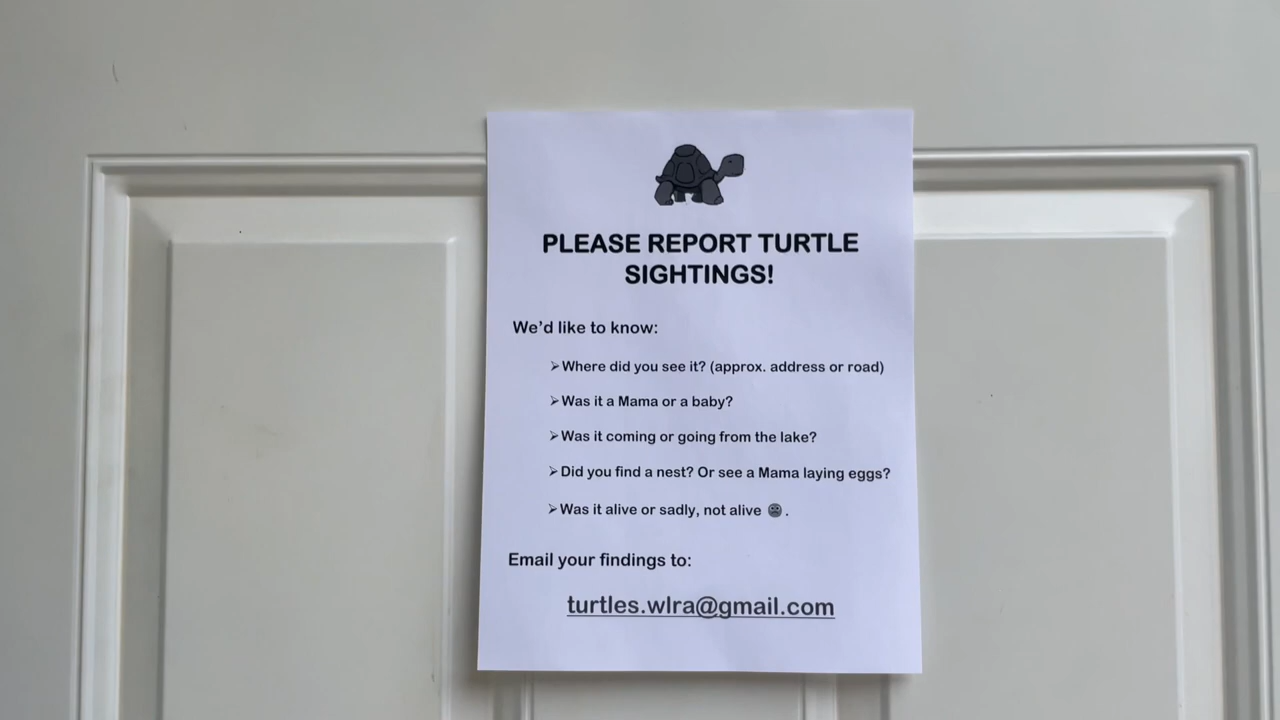 PLEASE REPORT TURTLE
SIGHTINGS!
We'd like to know:
➢Where did you see it? (approx. address or road)
➢Was it a Mama or a baby?
➢Was it coming or going from the lake?
➢Did you find a nest? Or see a Mama laying eggs?
➢Was it alive or sadly, not alive ☹.
Email your findings to:
turtles.wlra@gmail.com